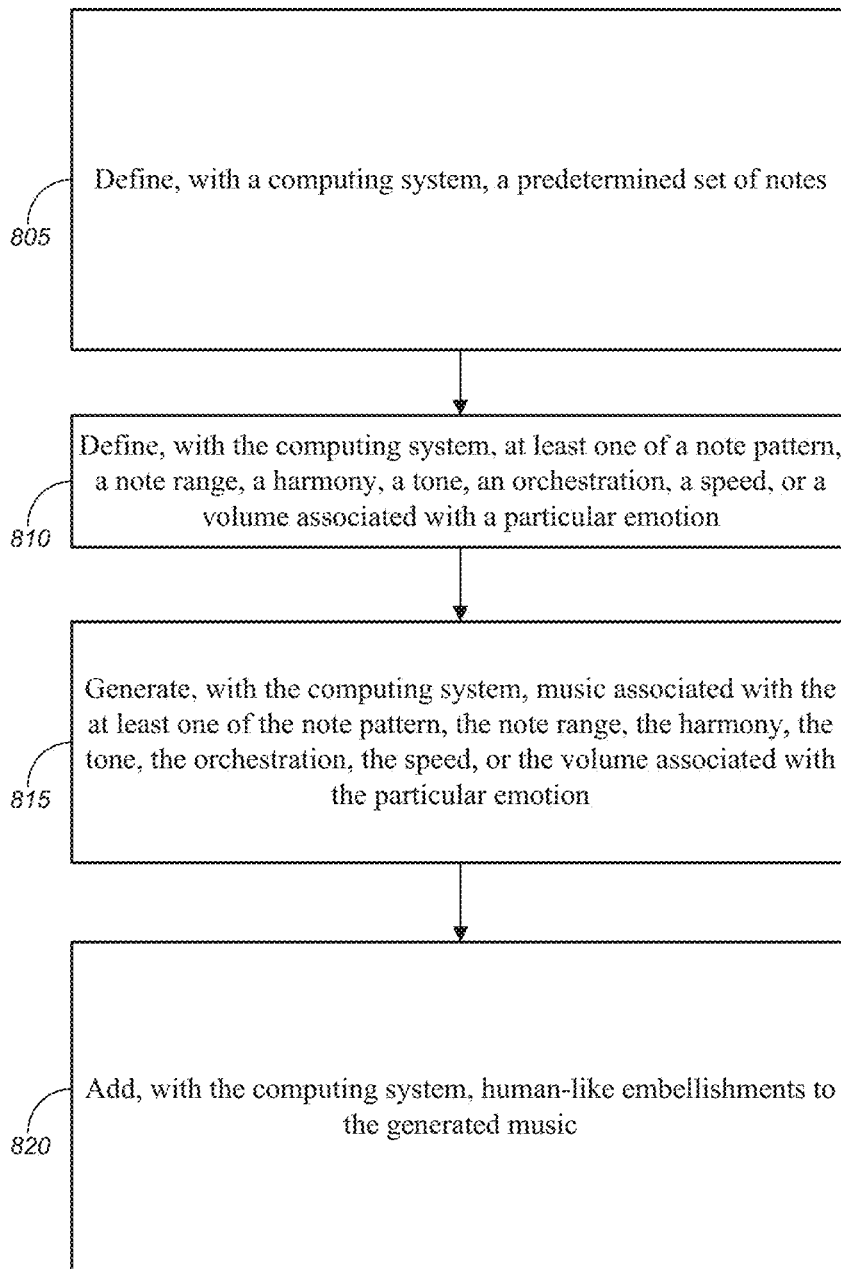 Define, with a computing system, a predetermined set of notes
805
Define, with the computing system, at least one of a note pattern,
a note range, a harmony, a tone, an orchestration, a speed, or a
volume associated with a particular emotion
810
Generate, with the computing system, music associated with the
at least one of the note pattern, the note range, the harmony, the
tone, the orchestration, the speed, or the volume associated with
the particular emotion
815
Add, with the computing system, human-like embellishments to
the generated music
820